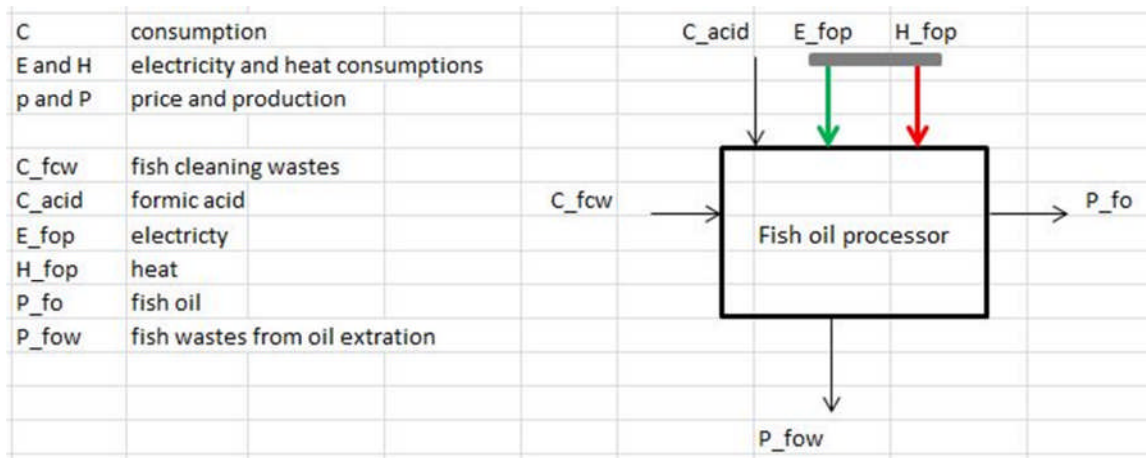 C consumption
E and H electricity and heat consumptions
p and P price and production
C_fcw fish cleaning wastes
C_acid formic acid
E_fop electricty
H_fop heat
P_fo fish oil
P_fow fish wastes from oil extration
C_acid E_fop H_fop
C_fcw
P_fo
Fish oil processor
P_fow